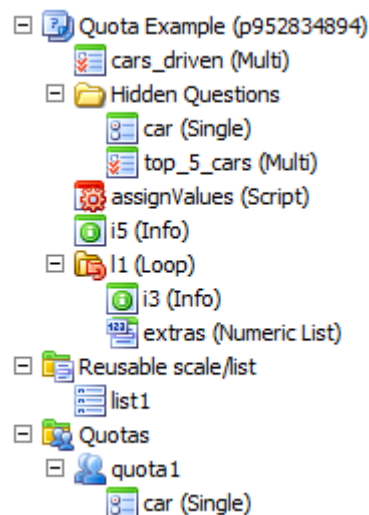 Quota Example (p952834894)
cars_driven (Multi)
Hidden Questions
car (Single)
top_5_cars (Multi)
assignValues (Script)
i5 (Info)
l1 (Loop)
i3 (Info)
extras (Numeric List)
Reusable scale/list
list1
Quotas
quota1
car (Single)